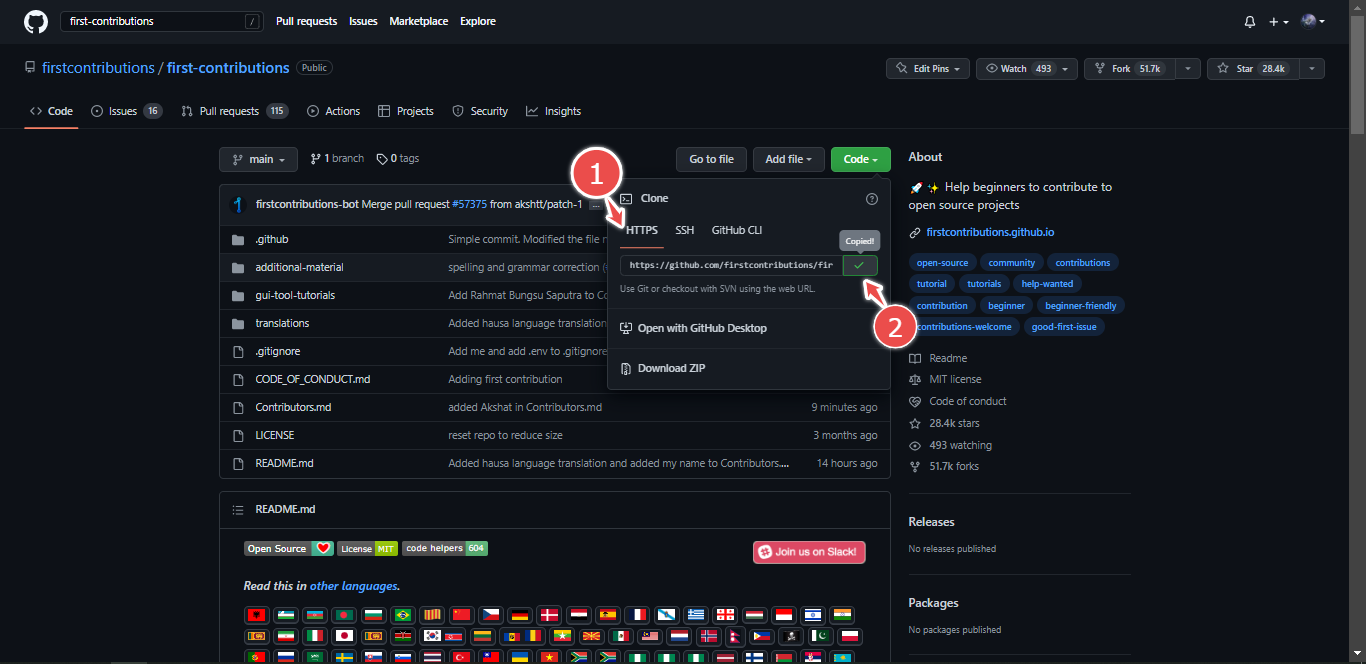 first-contributions /
Pull requests Issues Marketplace Explore
firstcontributions / first-contributions Public
Edit Pins Watch 493 Fork 51.7k Star 28.4k
Code Issues 16 Pull requests 115 Actions Projects Security Insights
main 1 branch 0 tags Go to file Add file Code
firstcontributions-bot Merge pull request #57375 from akshtt/patch-1 ...
.github Simple commit. Modified the file
additional-material spelling and grammar correction
gui-tool-tutorials Add Rahmat Bungsu Saputra to Co
translations Added hausa language translation
.gitignore Add me and add .env to .gitignore
CODE_OF_CONDUCT.md Adding first contribution
Contributors.md added Akshat in Contributors.md 9 minutes ago
LICENSE reset repo to reduce size 3 months ago
README.md Added hausa language translation and added my name to Contributors.... 14 hours ago
1
Clone
HTTPS SSH GitHub CLI
Copied!
https://github.com/firstcontributions/fir
Use Git or checkout with SVN using the web URL.
2
Open with GitHub Desktop
Download ZIP
README.md
Open Source License MIT code helpers 604
Join us on Slack!
Read this in other languages.
About
Help beginners to contribute to
open source projects
firstcontributions.github.io
open-source community contributions
tutorial tutorials help-wanted
contribution beginner beginner-friendly
contributions-welcome good-first-issue
Readme
MIT license
Code of conduct
28.4k stars
493 watching
51.7k forks
Releases
No releases published
Packages
No packages published